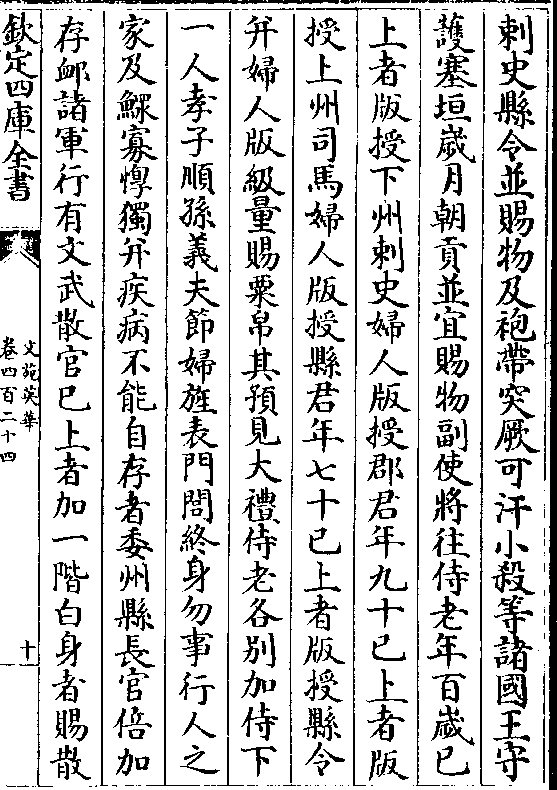 刺史縣令並賜物及袍帶突厥可汗小殺等諸國王守
護塞垣歲月朝貢並宜賜物副使將往侍老年百歲已
上者版授下州刺史婦人版授郡君年九十已上者版
授上州司馬婦人版授縣君年七十已上者版授縣令
并婦人版級量賜粟帛其預見大禮侍老各别加侍下
一人孝子順孫義夫節婦旌表門閭終身勿事行人之
家及鰥寡惸獨并疾病不能自存者委州縣長官倍加
存䘏諸軍行有文武散官已上者加一階白身者賜散
欽定四庫全書
文苑英華
卷四百二十四
十